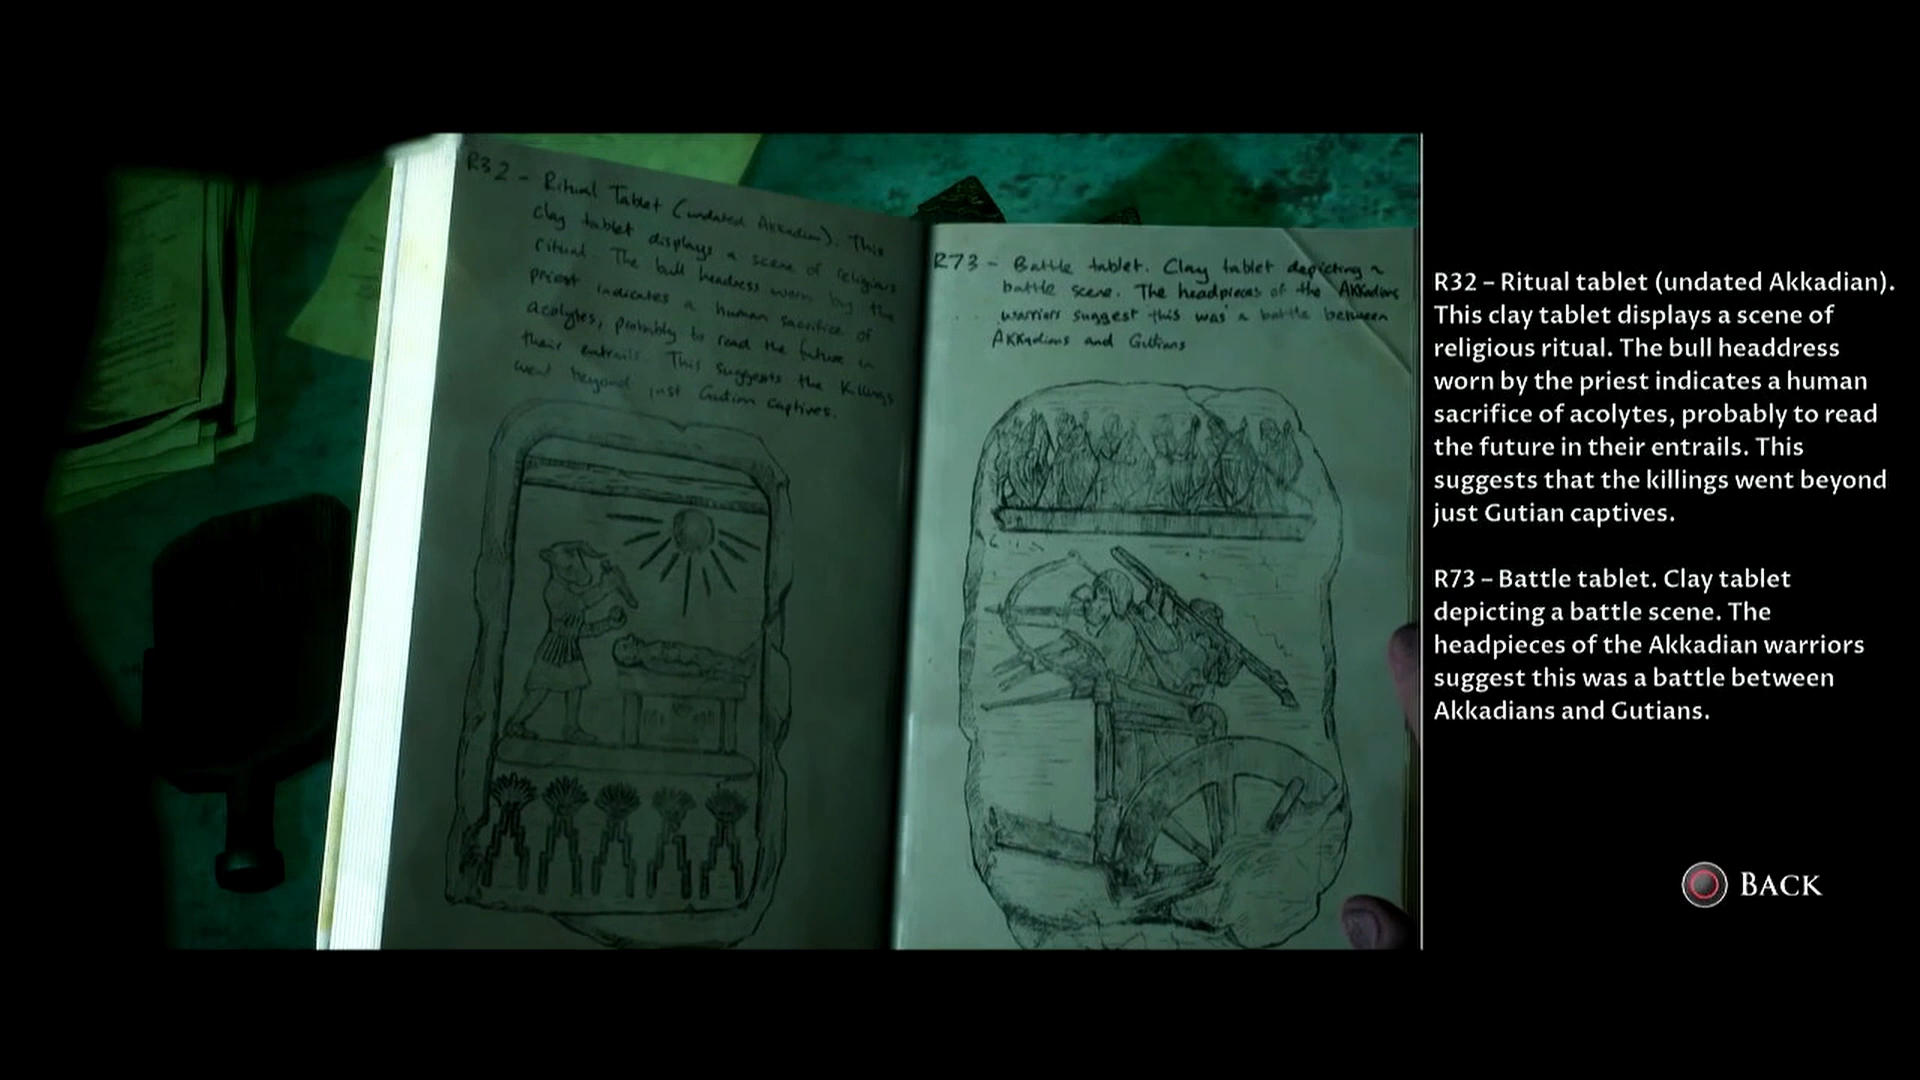 R32 - Ritual Tablet (undated Akkadian). This
clay tablet displays a scene of religious
ritual. The bull headress worn by the
priest indicates a human sacrifice of
acolytes, probably to read the future in
their entrails. This suggests the killings
went beyond just Gutian captives.
R73 - Battle tablet. Clay tablet depicting a
battle scene. The headpieces of the Akkadians
warriors suggest this was a battle between
Akkadians and Gutians
R32 – Ritual tablet (undated Akkadian).
This clay tablet displays a scene of
religious ritual. The bull headdress
worn by the priest indicates a human
sacrifice of acolytes, probably to read
the future in their entrails. This
suggests that the killings went beyond
just Gutian captives.
R73 – Battle tablet. Clay tablet
depicting a battle scene. The
headpieces of the Akkadian warriors
suggest this was a battle between
Akkadians and Gutians.
BACK